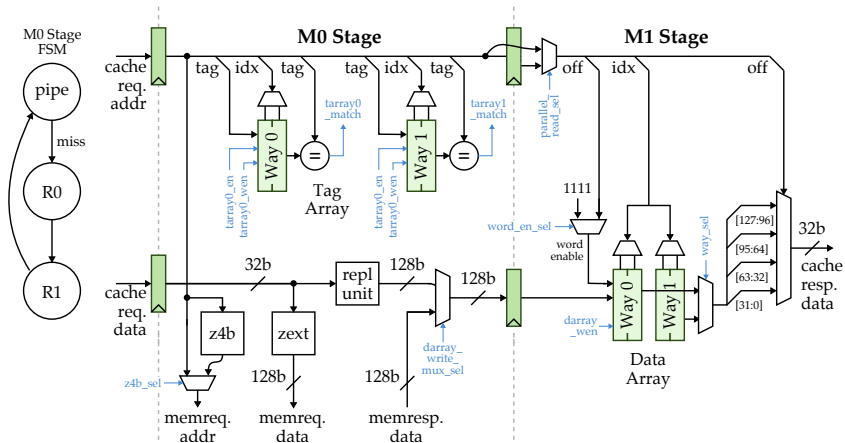 M0 Stage
FSM
pipe
miss
R0
R1
M0 Stage
M1 Stage
cache
req.
addr
tag
idx
tag
tag
idx
tag
off
idx
off
tarray0
_match
tarray1
_match
parallel_
read_sel
Way 0
=
Way 1
=
tarray0_en
tarray0_wen
tarray0_en
tarray0_wen
Tag
Array
1111
word_en_sel
word
enable
way_sel
[127:96]
[95:64]
[63:32]
[31:0]
32b
cache
resp.
data
cache
req.
data
32b
repl
unit
128b
128b
z4b
zext
darray_
write_
mux_sel
darray
_wen
Way 0
Way 1
Data
Array
z4b_sel
128b
128b
memreq.
addr
memreq.
data
memresp.
data